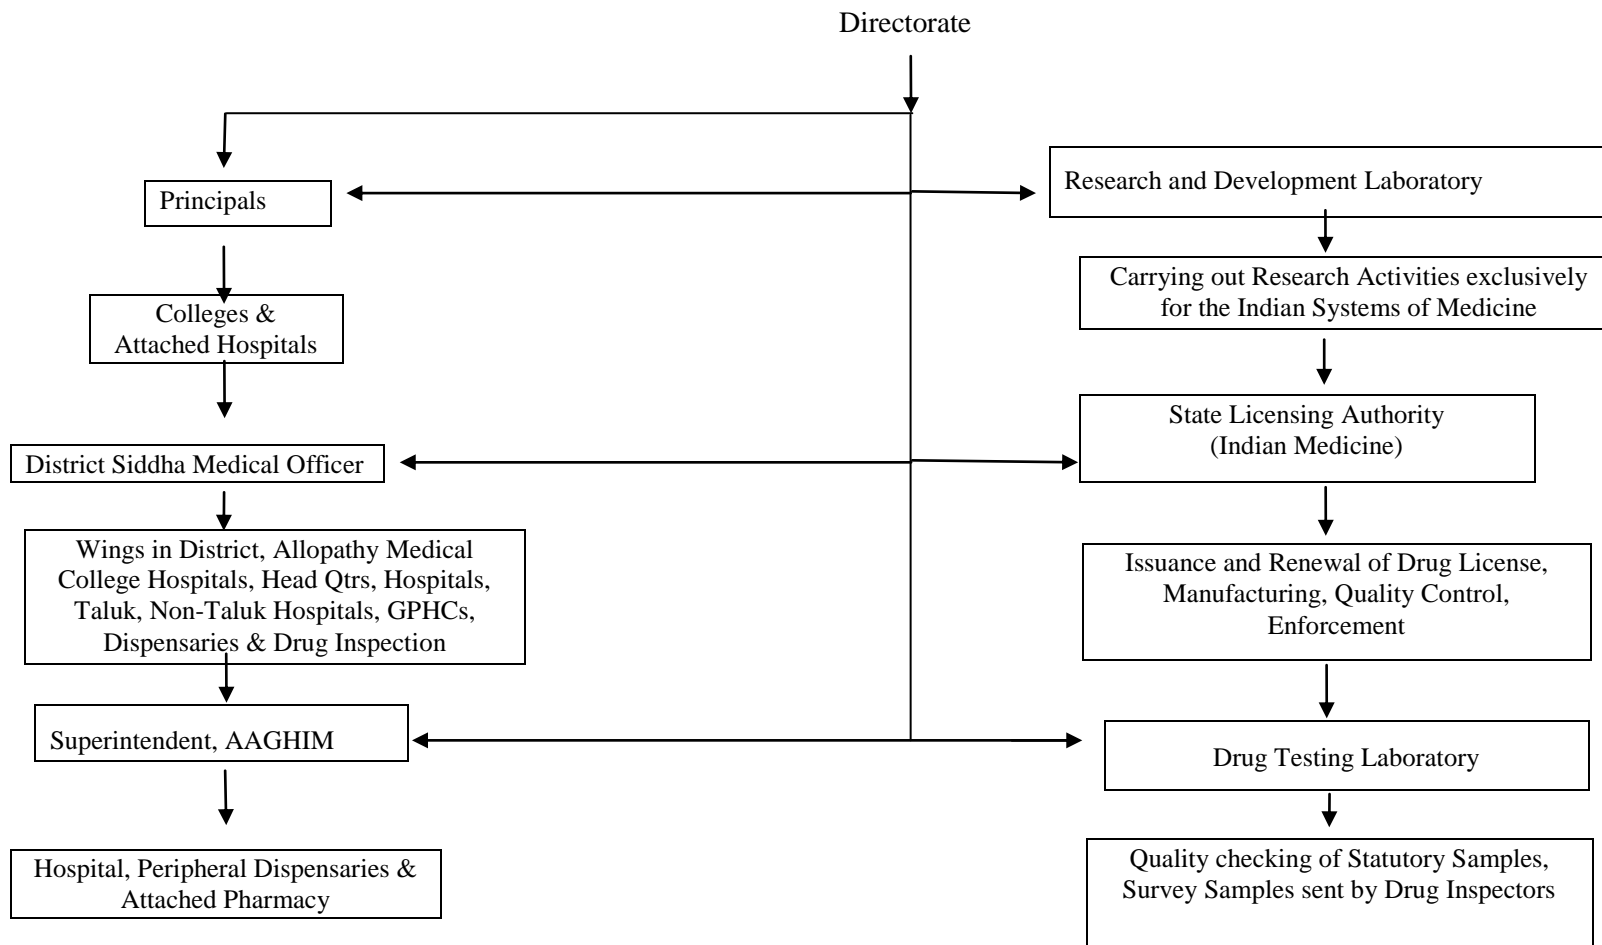 Directorate
Principals
Colleges &
Attached Hospitals
District Siddha Medical Officer
Wings in District, Allopathy Medical
College Hospitals, Head Qtrs, Hospitals,
Taluk, Non-Taluk Hospitals, GPHCs,
Dispensaries & Drug Inspection
Superintendent, AAGHIM
Hospital, Peripheral Dispensaries &
Attached Pharmacy
Research and Development Laboratory
Carrying out Research Activities exclusively
for the Indian Systems of Medicine
State Licensing Authority
(Indian Medicine)
Issuance and Renewal of Drug License,
Manufacturing, Quality Control,
Enforcement
Drug Testing Laboratory
Quality checking of Statutory Samples,
Survey Samples sent by Drug Inspectors